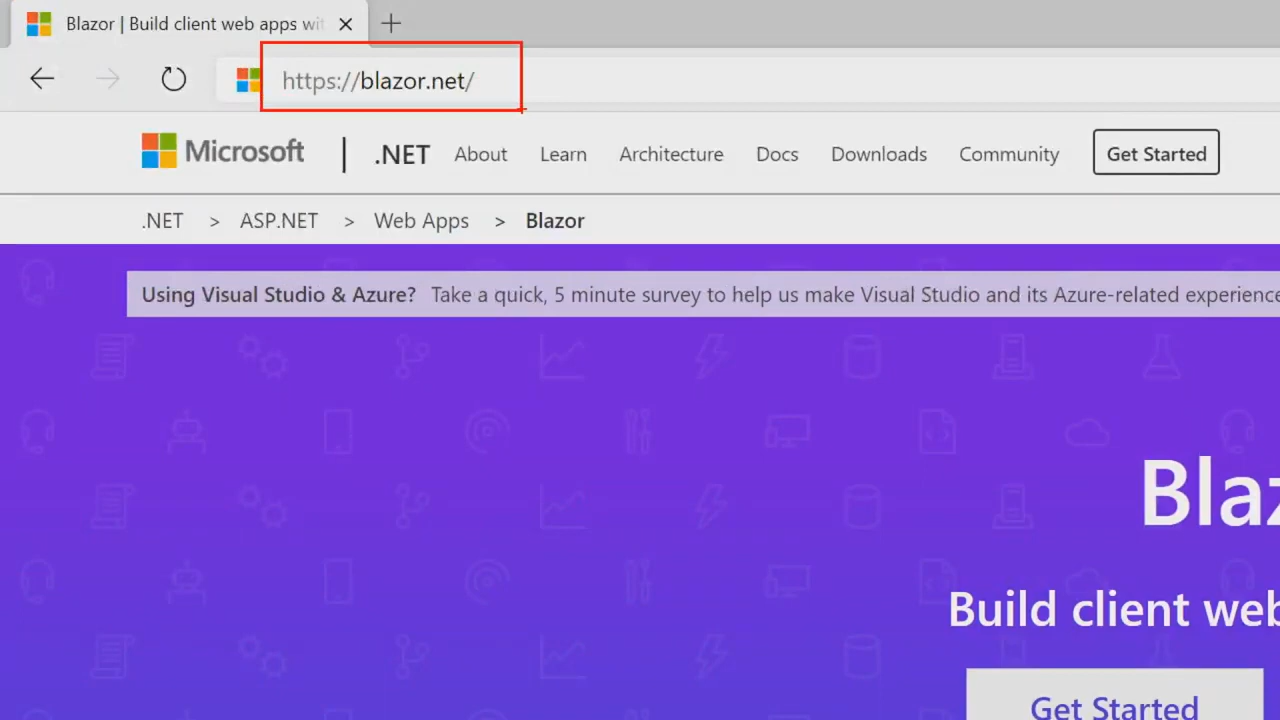 Blazor | Build client web apps wit
https://blazor.net/
Microsoft | .NET About Learn Architecture Docs Downloads Community Get Started
.NET > ASP.NET > Web Apps > Blazor
Using Visual Studio & Azure? Take a quick, 5 minute survey to help us make Visual Studio and its Azure-related experience
Blaz
Build client web
Get Started